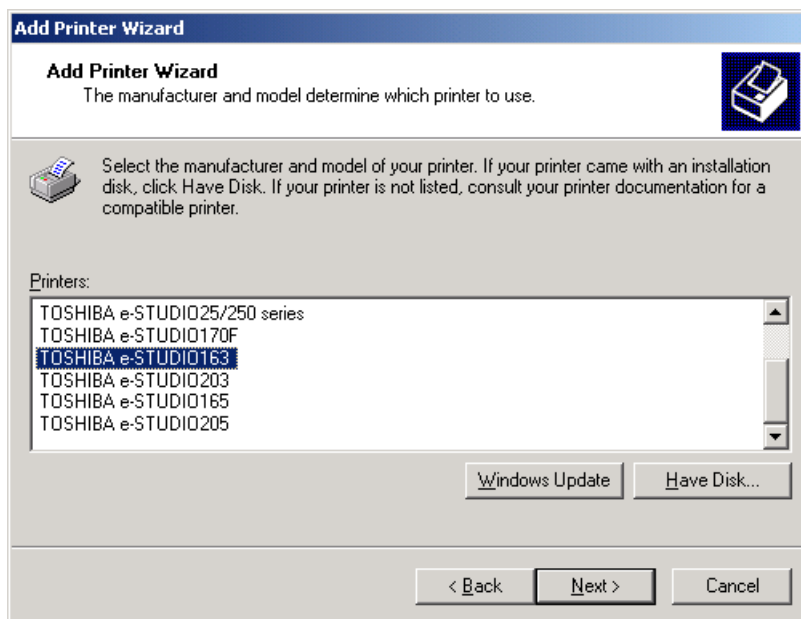 Add Printer Wizard
Add Printer Wizard
The manufacturer and model determine which printer to use.
Select the manufacturer and model of your printer. If your printer came with an installation
disk, click Have Disk. If your printer is not listed, consult your printer documentation for a
compatible printer.
Printers:
TOSHIBA e-STUDIO25/250 series
TOSHIBA e-STUDIO170F
TOSHIBA e-STUDIO163
TOSHIBA e-STUDIO203
TOSHIBA e-STUDIO165
TOSHIBA e-STUDIO205
Windows Update Have Disk...
< Back Next > Cancel